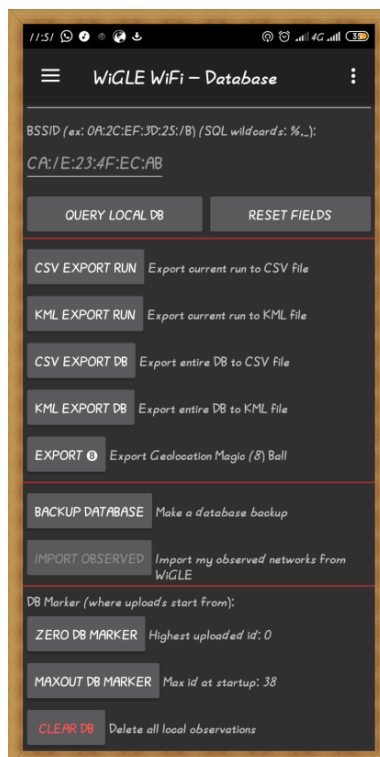 11:51 4G 35
WiGLE WiFi – Database
BSSID (ex: 0A:2C:EF:3D:25:1B) (SQL wildcards: %,_):
CA:1E:23:4F:EC:AB
QUERY LOCAL DB RESET FIELDS
CSV EXPORT RUN Export current run to CSV file
KML EXPORT RUN Export current run to KML file
CSV EXPORT DB Export entire DB to CSV file
KML EXPORT DB Export entire DB to KML file
EXPORT 8 Export Geolocation Magic (8) Ball
BACKUP DATABASE Make a database backup
IMPORT OBSERVED Import my observed networks from
WiGLE
DB Marker (where uploads start from):
ZERO DB MARKER Highest uploaded id: 0
MAXOUT DB MARKER Max id at startup: 38
CLEAR DB Delete all local observations